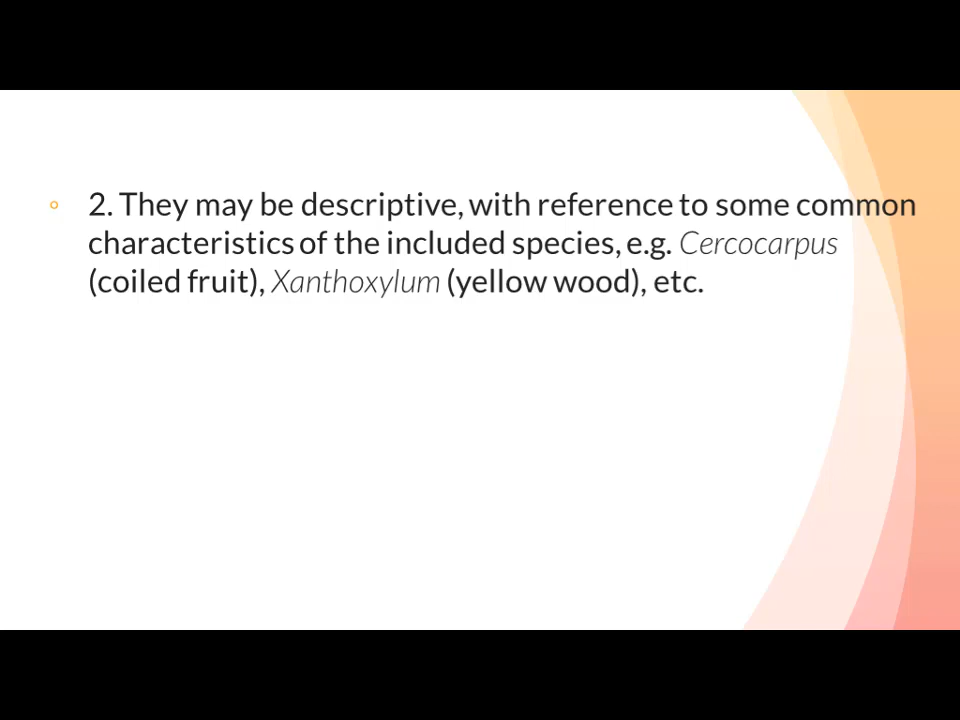 2. They may be descriptive, with reference to some common
characteristics of the included species, e.g. Cercocarpus
(coiled fruit), Xanthoxylum (yellow wood), etc.